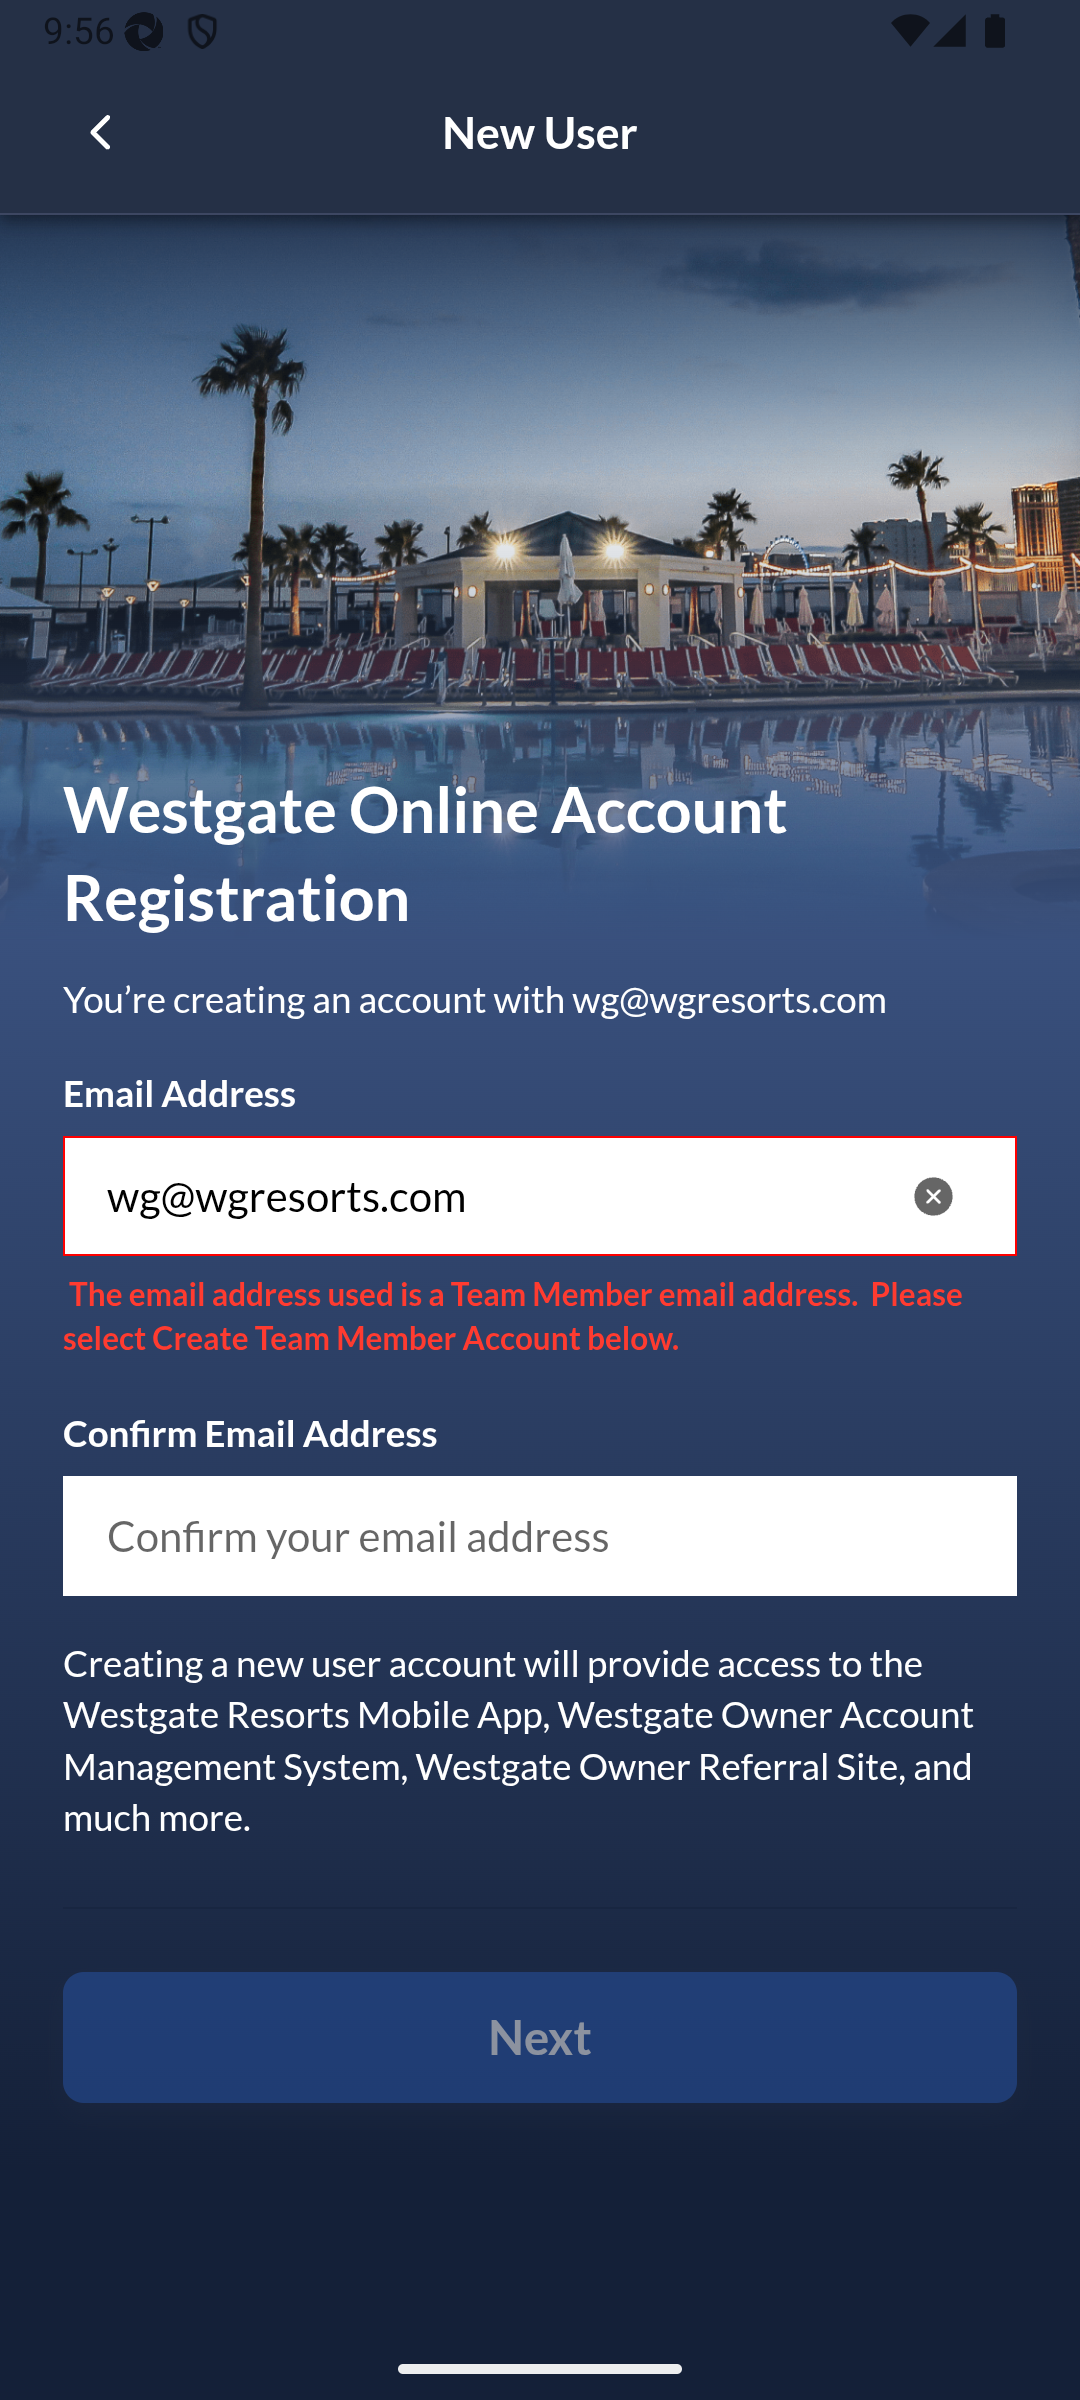 9:56
New User
Westgate Online Account
Registration
You’re creating an account with wg@wgresorts.com
Email Address
wg@wgresorts.com
The email address used is a Team Member email address.  Please
select Create Team Member Account below.
Confirm Email Address
Confirm your email address
Creating a new user account will provide access to the
Westgate Resorts Mobile App, Westgate Owner Account
Management System, Westgate Owner Referral Site, and
much more.
Next